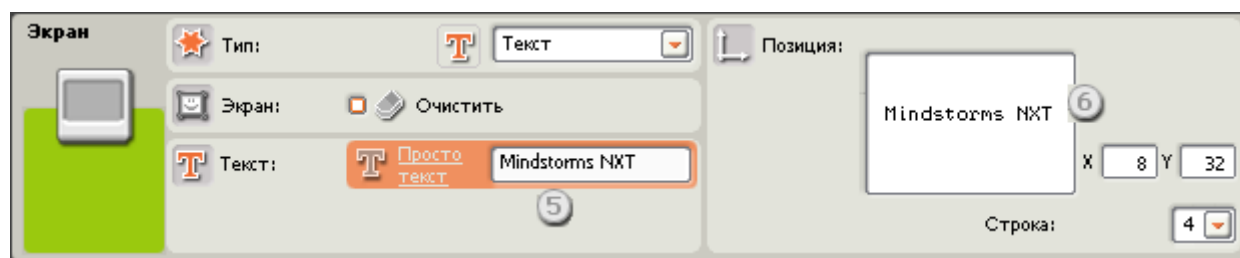 Экран
Тип:
Текст
Экран:
Очистить
Текст:
Просто
текст
Mindstorms NXT
5
Позиция:
Mindstorms NXT
6
X 8 Y 32
Строка: 4